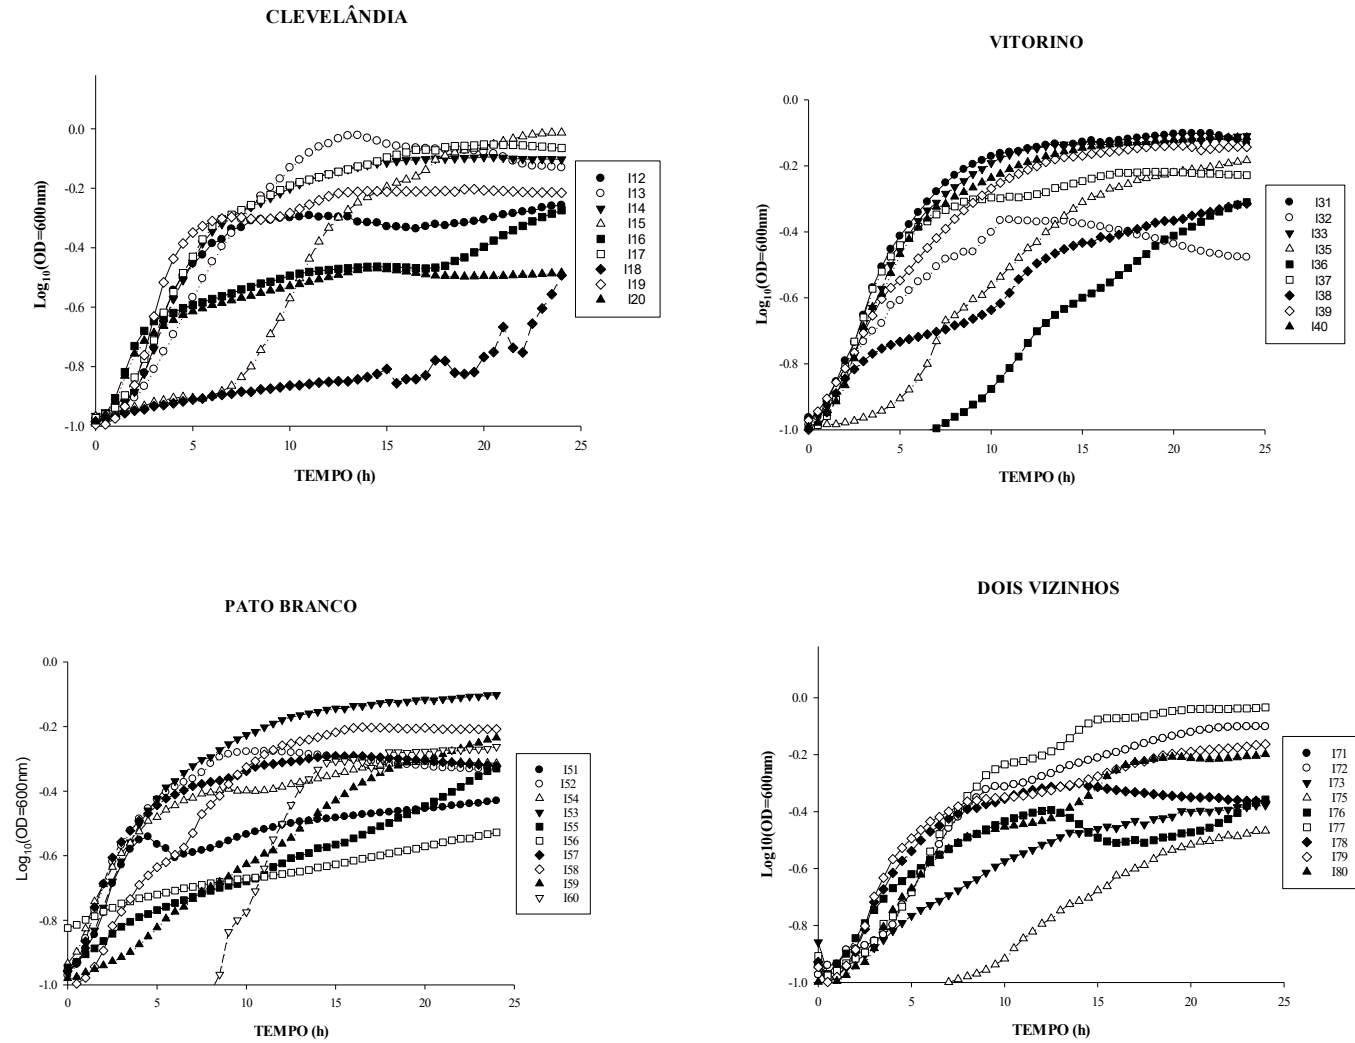 CLEVELÂNDIA
0.0
-0.2
-0.4
-0.6
-0.8
-1.0
0
5
10
15
20
25
Log10(OD=600nm)
TEMPO (h)
I12
I13
I14
I15
I16
I17
I18
I19
I20
VITORINO
0.0
-0.2
-0.4
-0.6
-0.8
-1.0
0
5
10
15
20
25
Log10(OD=600nm)
TEMPO (h)
I31
I32
I33
I35
I36
I37
I38
I39
I40
PATO BRANCO
0.0
-0.2
-0.4
-0.6
-0.8
-1.0
0
5
10
15
20
25
Log10(OD=600nm)
TEMPO (h)
I51
I52
I54
I53
I55
I56
I57
I58
I59
I60
DOIS VIZINHOS
0.0
-0.2
-0.4
-0.6
-0.8
-1.0
0
5
10
15
20
25
Log10(OD=600nm)
TEMPO (h)
I71
I72
I73
I75
I76
I77
I78
I79
I80